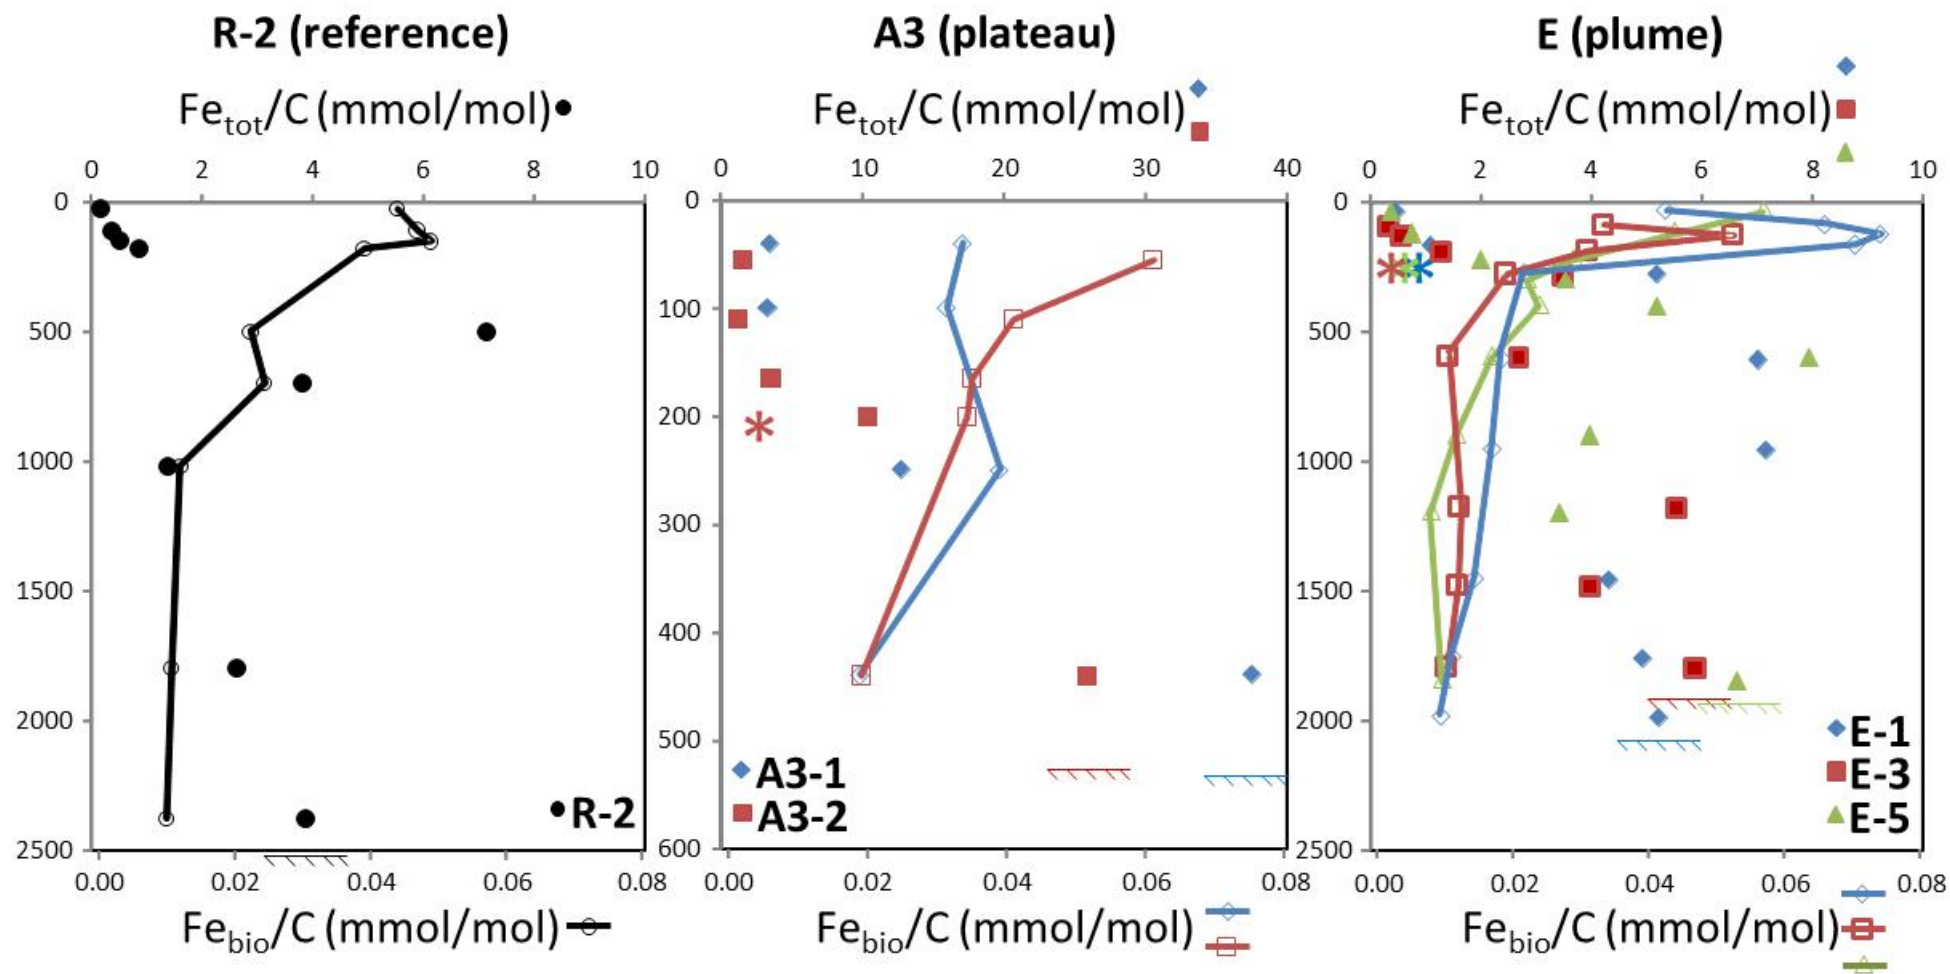 R-2 (reference)
Fetot/C (mmol/mol)
0 2 4 6 8 10
0
500
1000
1500
2000
2500
R-2
0.00 0.02 0.04 0.06 0.08
Febio/C (mmol/mol)
A3 (plateau)
Fetot/C (mmol/mol)
0 10 20 30 40
0
100
200
300
400
500
600
A3-1
A3-2
0.00 0.02 0.04 0.06 0.08
Febio/C (mmol/mol)
E (plume)
Fetot/C (mmol/mol)
0 2 4 6 8 10
0
500
1000
1500
2000
2500
E-1
E-3
E-5
0.00 0.02 0.04 0.06 0.08
Febio/C (mmol/mol)